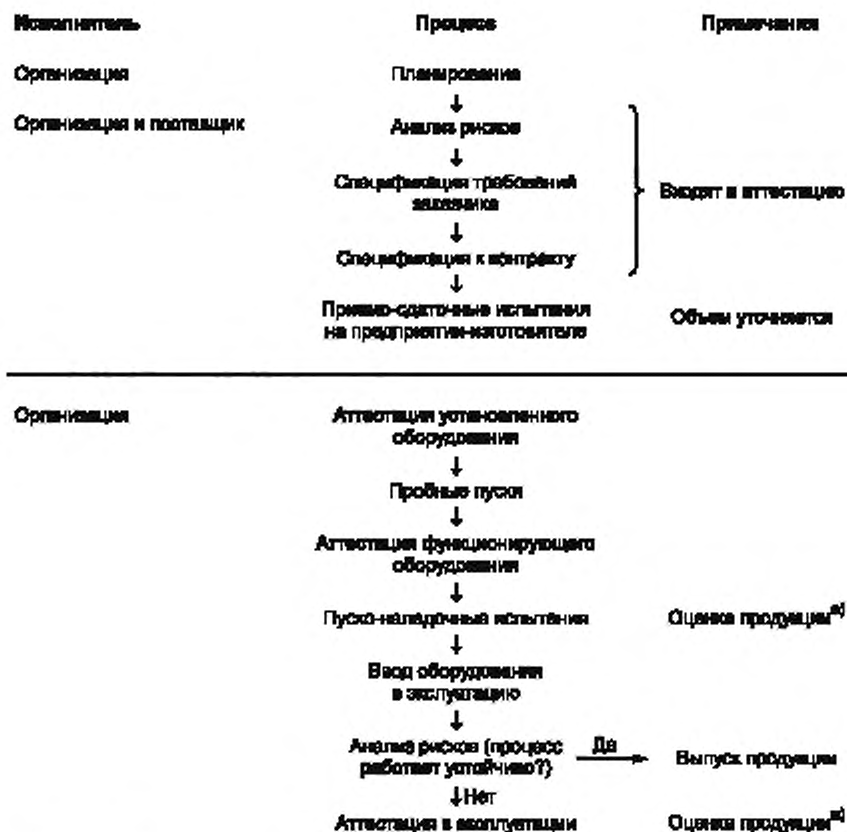 Исполнитель Процесс Примечания
Организация Планирование
Организация и поставщик Анализ рисков
Спецификация требований
заказчика
Входят в аттестацию
Спецификация к контракту
Приемо-сдаточные испытания
на предприятии-изготовителе
Объем уточняется
Организация Аттестация установленного
оборудования
Пробные пуски
Аттестация функционирующего
оборудования
Пуско-наладочные испытания Оценка продукции а)
Ввод оборудования
в эксплуатацию
Анализ рисков (процесс
работает устойчиво?)
Да
Выпуск продукции
Нет
Аттестация в эксплуатации Оценка продукции а)